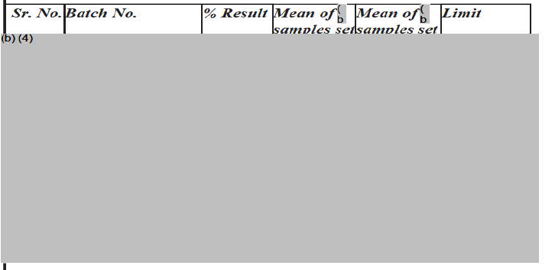 Sr. No. Batch No. % Result Mean of ( Mean of ( Limit
b b
samples set samples set
(b) (4)